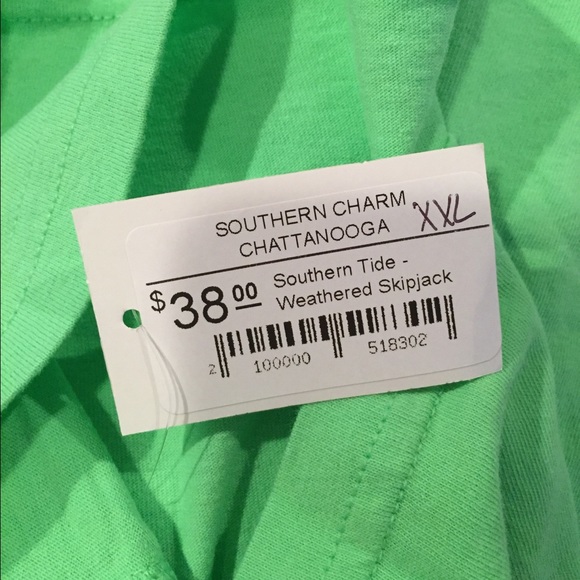 SOUTHERN CHARM
CHATTANOOGA
XXL
$38.00
Southern Tide -
Weathered Skipjack
2 100000 518302